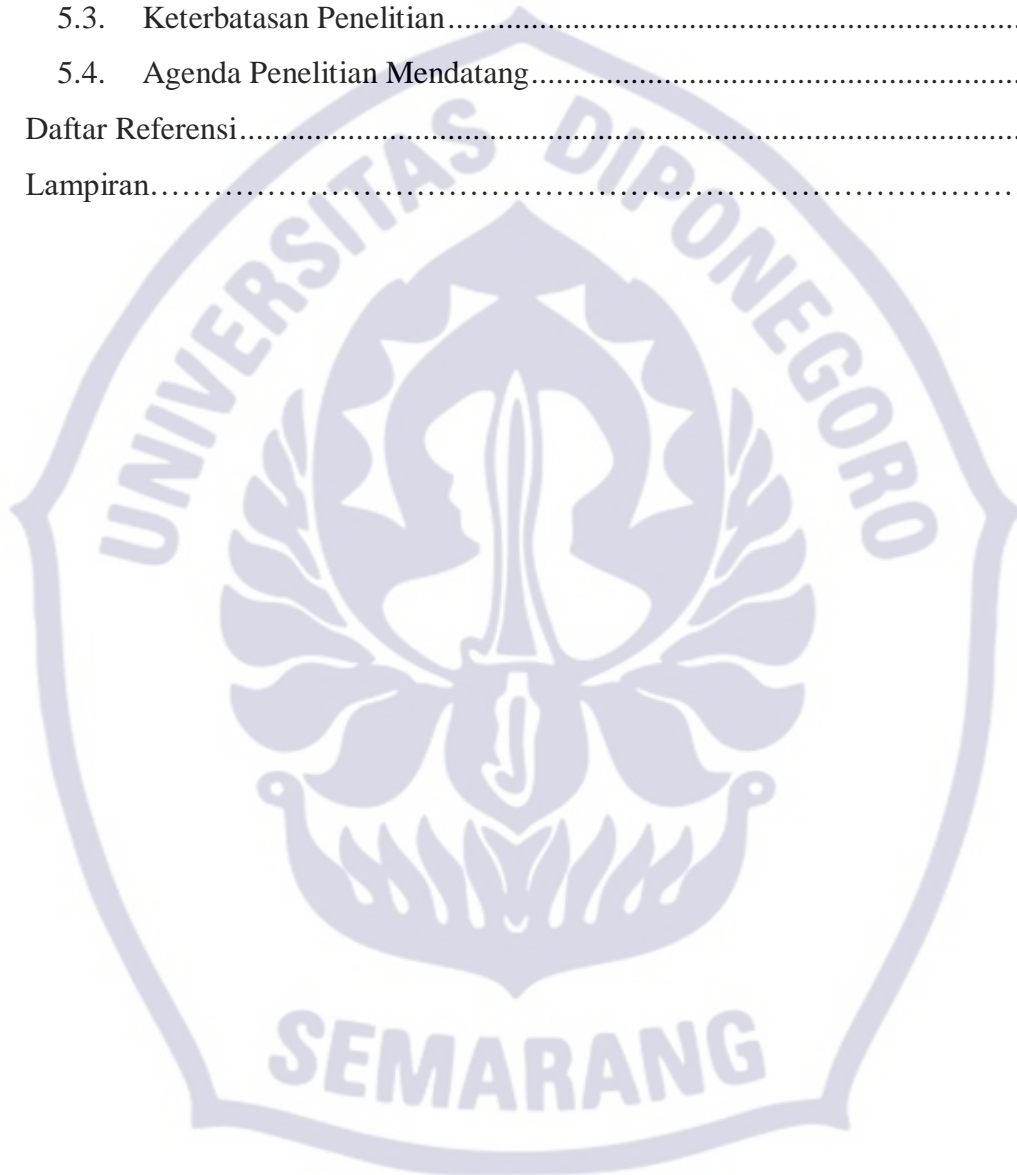 5.3. Keterbatasan Penelitian........................................................................
5.4. Agenda Penelitian Mendatang.............................................................
Daftar Referensi..................................................................................................
Lampiran……………………………………………………………………
UNIVERSITAS DIPONEGORO
SEMARANG